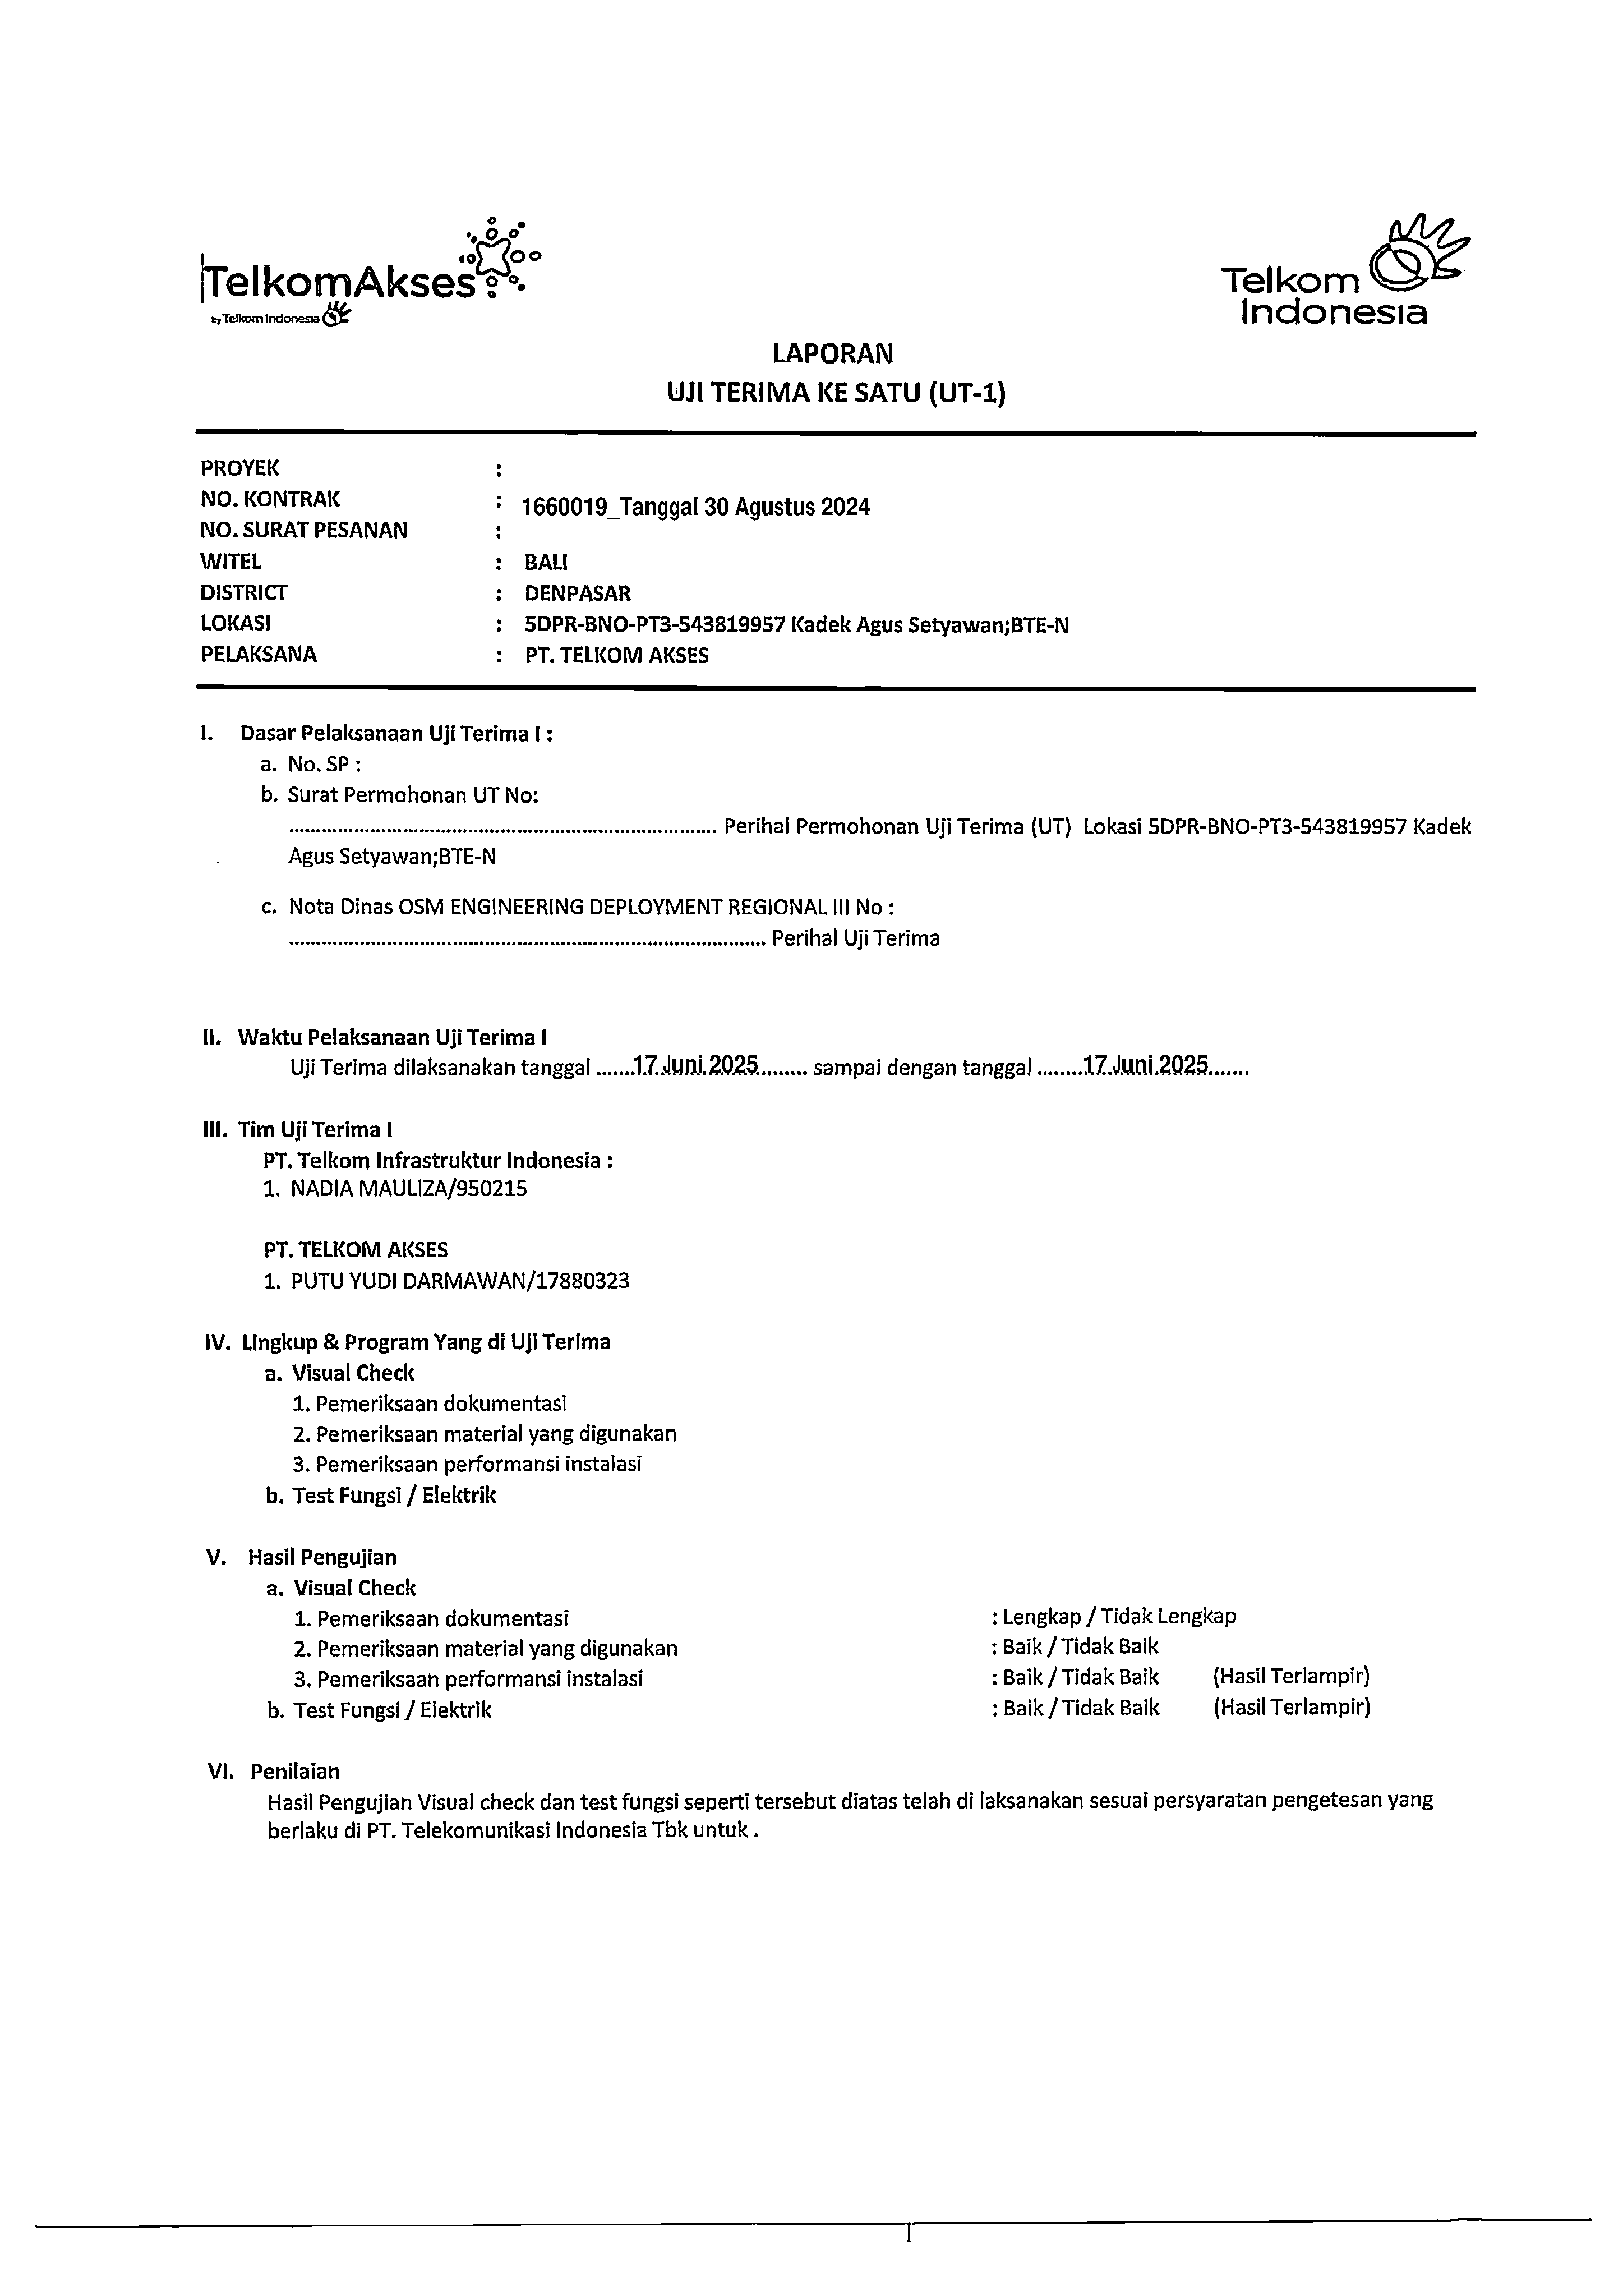 TelkomAkses
by Telkom Indonesia
Telkom
Indonesia
LAPORAN
UJI TERIMA KE SATU (UT-1)
PROYEK :
NO. KONTRAK : 1660019_Tanggal 30 Agustus 2024
NO. SURAT PESANAN :
WITEL : BALI
DISTRICT : DENPASAR
LOKASI : 5DPR-BNO-PT3-543819957 Kadek Agus Setyawan;BTE-N
PELAKSANA : PT. TELKOM AKSES
I. Dasar Pelaksanaan Uji Terima I :
a. No. SP :
b. Surat Permohonan UT No:
................................................................................ Perihal Permohonan Uji Terima (UT) Lokasi 5DPR-BNO-PT3-543819957 Kadek
Agus Setyawan;BTE-N
c. Nota Dinas OSM ENGINEERING DEPLOYMENT REGIONAL III No :
......................................................................................... Perihal Uji Terima
II. Waktu Pelaksanaan Uji Terima I
Uji Terima dilaksanakan tanggal .......17.Juni.2025......... sampai dengan tanggal .........17.Juni.2025.......
III. Tim Uji Terima I
PT. Telkom Infrastruktur Indonesia :
1. NADIA MAULIZA/950215
PT. TELKOM AKSES
1. PUTU YUDI DARMAWAN/17880323
IV. Lingkup & Program Yang di Uji Terima
a. Visual Check
1. Pemeriksaan dokumentasi
2. Pemeriksaan material yang digunakan
3. Pemeriksaan performansi instalasi
b. Test Fungsi / Elektrik
V. Hasil Pengujian
a. Visual Check
1. Pemeriksaan dokumentasi : Lengkap / Tidak Lengkap
2. Pemeriksaan material yang digunakan : Baik / Tidak Baik
3. Pemeriksaan performansi instalasi : Baik / Tidak Baik (Hasil Terlampir)
b. Test Fungsi / Elektrik : Baik / Tidak Baik (Hasil Terlampir)
VI. Penilaian
Hasil Pengujian Visual check dan test fungsi seperti tersebut diatas telah di laksanakan sesuai persyaratan pengetesan yang
berlaku di PT. Telekomunikasi Indonesia Tbk untuk .